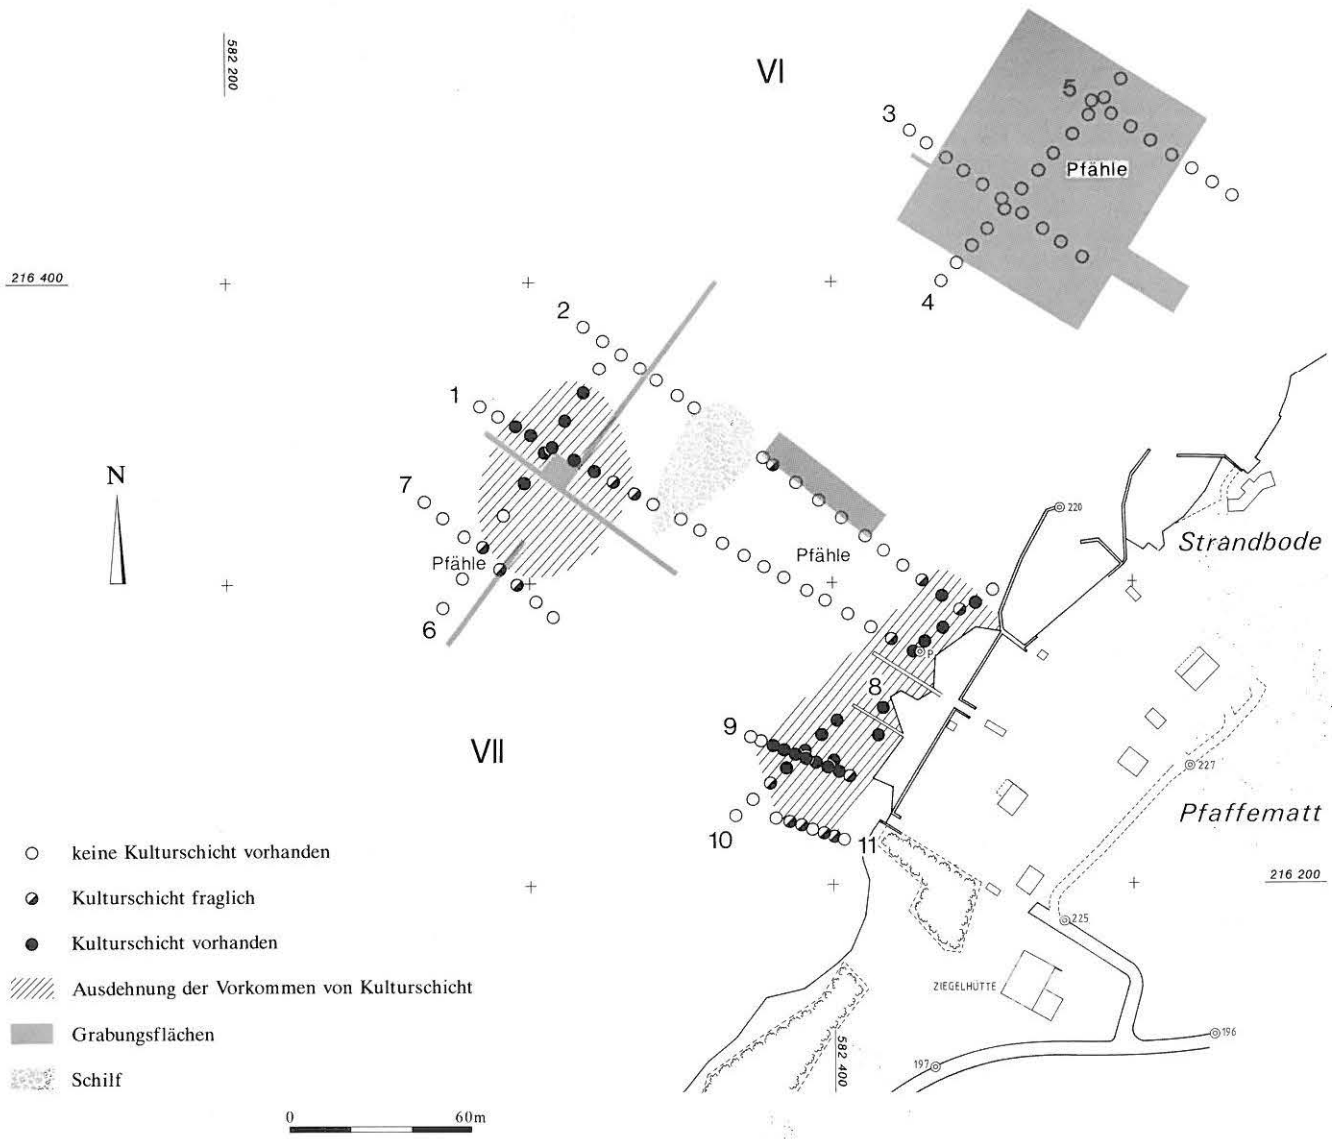 582 200
VI
5
3
Pfähle
216 400
4
2
1
N
7
220
Strandbode
Pfähle
Pfähle
6
P
8
9
VII
227
Pfaffematt
10
11
216 200
225
ZIEGELHÜTTE
196
197
582 400
keine Kulturschicht vorhanden
Kulturschicht fraglich
Kulturschicht vorhanden
Ausdehnung der Vorkommen von Kulturschicht
Grabungsflächen
Schilf
0 60m